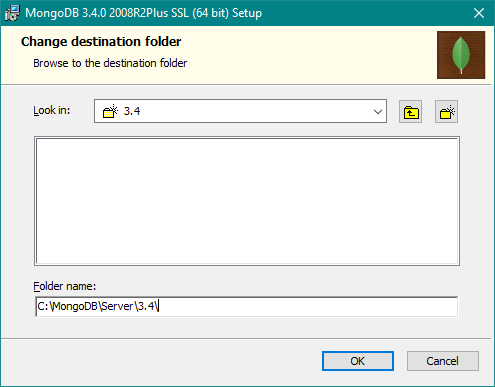 MongoDB 3.4.0 2008R2Plus SSL (64 bit) Setup
Change destination folder
Browse to the destination folder
Look in:
3.4
Folder name:
C:\MongoDB\Server\3.4\
OK
Cancel